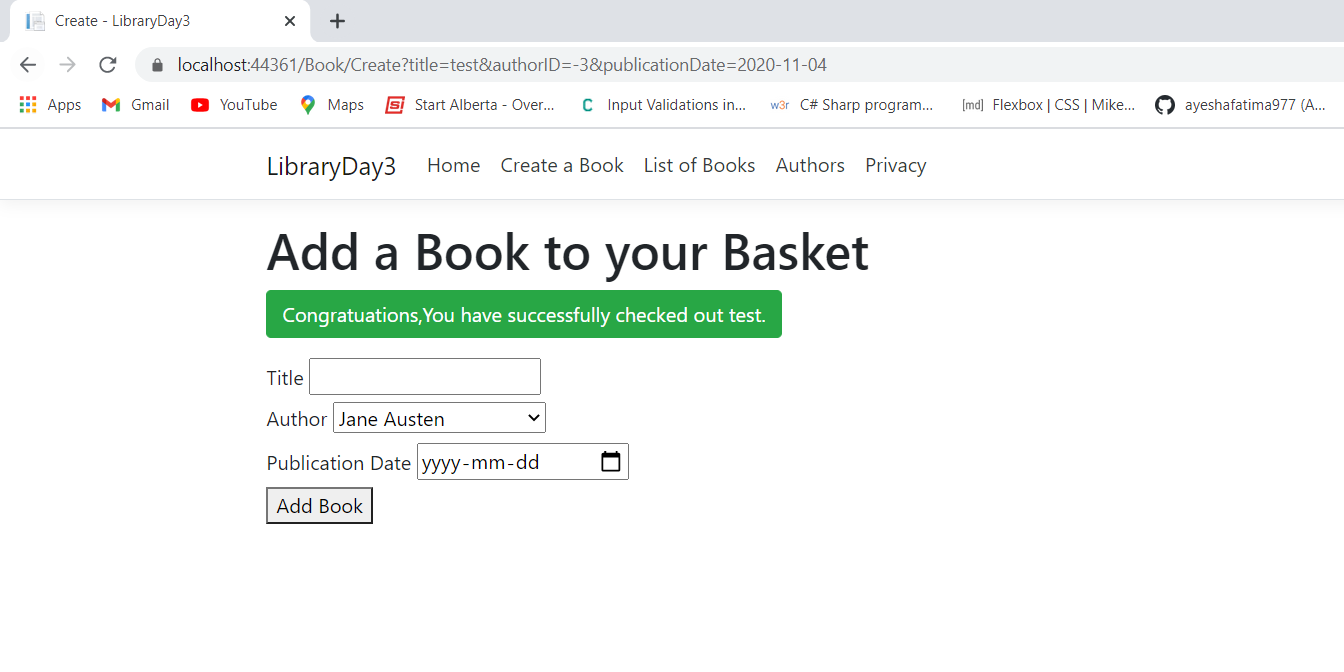 Create - LibraryDay3
localhost:44361/Book/Create?title=test&authorID=-3&publicationDate=2020-11-04
Apps Gmail YouTube Maps Start Alberta - Over... Input Validations in... w3r C# Sharp program... [md] Flexbox | CSS | Mike... ayeshafatima977 (A...
LibraryDay3 Home Create a Book List of Books Authors Privacy
Add a Book to your Basket
Congratuations,You have successfully checked out test.
Title
Author Jane Austen
Publication Date yyyy-mm-dd
Add Book